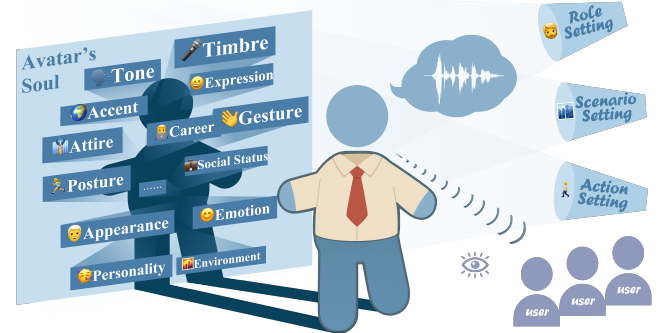 Avatar's
Soul
Timbre
Tone
Expression
Accent
Gesture
Career
Attire
Social Status
Posture
......
Emotion
Appearance
Environment
Personality
Role
Setting
Scenario
Setting
Action
Setting
user
user
user